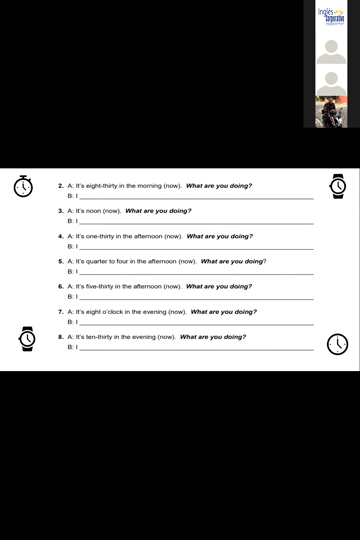 Inglés
Corporativo
2. A: It's eight-thirty in the morning (now). What are you doing?
B: I
3. A: It's noon (now). What are you doing?
B: I
4. A: It's one-thirty in the afternoon (now). What are you doing?
B: I
5. A: It's quarter to four in the afternoon (now). What are you doing?
B: I
6. A: It's five-thirty in the afternoon (now). What are you doing?
B: I
7. A: It's eight o'clock in the evening (now). What are you doing?
B: I
8. A: It's ten-thirty in the evening (now). What are you doing?
B: I